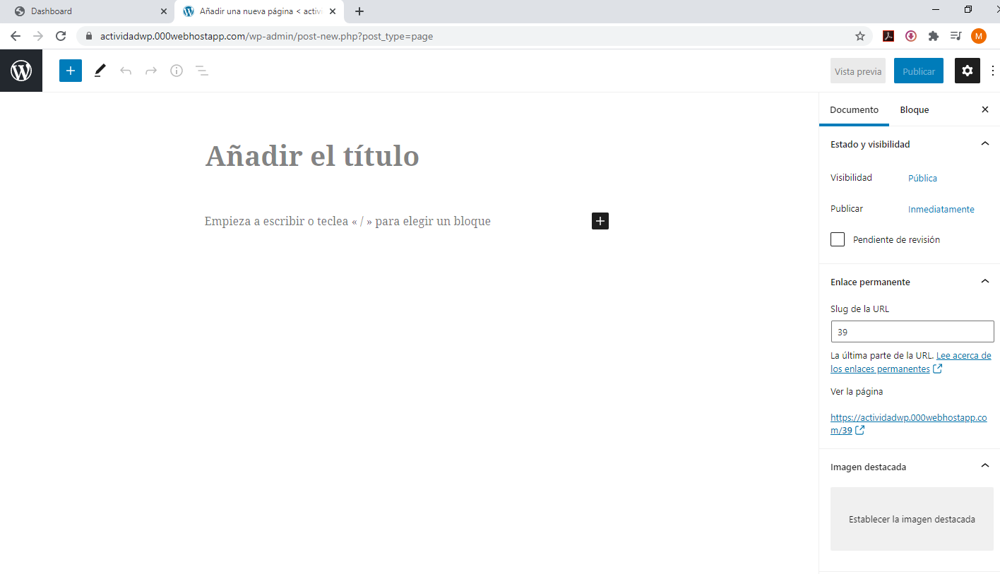 Dashboard
Añadir una nueva página < activi
actividadwp.000webhostapp.com/wp-admin/post-new.php?post_type=page
M
Vista previa
Publicar
Documento
Bloque
Añadir el título
Empieza a escribir o teclea « / » para elegir un bloque
Estado y visibilidad
Visibilidad
Pública
Publicar
Inmediatamente
Pendiente de revisión
Enlace permanente
Slug de la URL
39
La última parte de la URL. Lee acerca de
los enlaces permanentes
Ver la página
https://actividadwp.000webhostapp.co
m/39
Imagen destacada
Establecer la imagen destacada